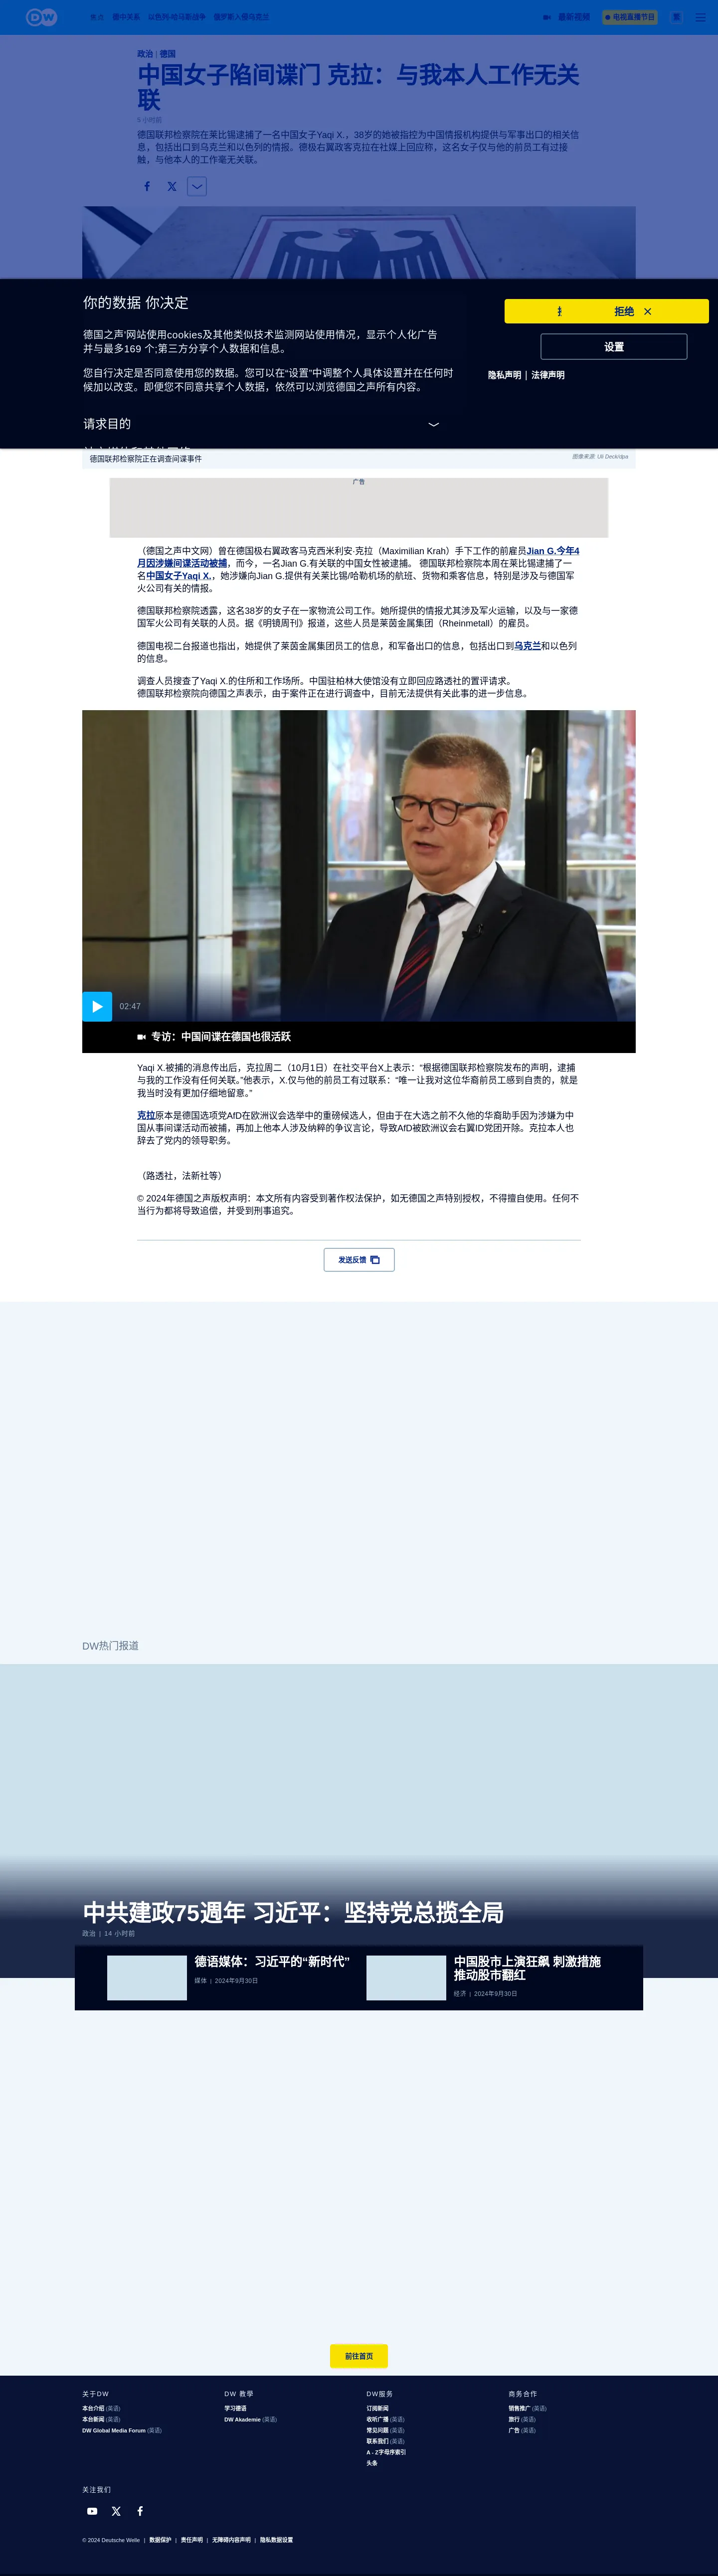 DW
重点 德中关系 以色列-哈马斯战争 俄罗斯入侵乌克兰
最新视频
电视直播节目
繁
政治 | 德国
中国女子陷间谍门 克拉：与我本人工作无关联
5 小时前
德国联邦检察院在莱比锡逮捕了一名中国女子Yaqi X.，38岁的她被指控为中国情报机构提供与军事出口的相关信
息，包括出口到乌克兰和以色列的情报。德极右翼政客克拉在社媒上回应称，这名女子仅与他的前员工有过接
触，与他本人的工作毫无关联。
你的数据 你决定
德国之声'网站使用cookies及其他类似技术监测网站使用情况，显示个人化广告
并与最多169 个;第三方分享个人数据和信息。
您自行决定是否同意使用您的数据。您可以在“设置”中调整个人具体设置并在任何时
候加以改变。即便您不同意共享个人数据，依然可以浏览德国之声所有内容。
请求目的
拒绝
设置
隐私声明 | 法律声明
德国联邦检察院正在调查间谍事件
图像来源: Uli Deck/dpa
广告
（德国之声中文网）曾在德国极右翼政客马克西米利安·克拉（Maximilian Krah）手下工作的前雇员Jian G.今年4
月因涉嫌间谍活动被捕，而今，一名Jian G.有关联的中国女性被逮捕。 德国联邦检察院本周在莱比锡逮捕了一
名中国女子Yaqi X.，她涉嫌向Jian G.提供有关莱比锡/哈勒机场的航班、货物和乘客信息，特别是涉及与德国军
火公司有关的情报。
德国联邦检察院透露，这名38岁的女子在一家物流公司工作。她所提供的情报尤其涉及军火运输，以及与一家德
国军火公司有关联的人员。据《明镜周刊》报道，这些人员是莱茵金属集团（Rheinmetall）的雇员。
德国电视二台报道也指出，她提供了莱茵金属集团员工的信息，和军备出口的信息，包括出口到乌克兰和以色列
的信息。
调查人员搜查了Yaqi X.的住所和工作场所。中国驻柏林大使馆没有立即回应路透社的置评请求。
德国联邦检察院向德国之声表示，由于案件正在进行调查中，目前无法提供有关此事的进一步信息。
02:47
专访：中国间谍在德国也很活跃
Yaqi X.被捕的消息传出后，克拉周二（10月1日）在社交平台X上表示：“根据德国联邦检察院发布的声明，逮捕
与我的工作没有任何关联。”他表示，X.仅与他的前员工有过联系：“唯一让我对这位华裔前员工感到自责的，就是
我当时没有更加仔细地留意。”
克拉原本是德国选项党AfD在欧洲议会选举中的重磅候选人，但由于在大选之前不久他的华裔助手因为涉嫌为中
国从事间谍活动而被捕，再加上他本人涉及纳粹的争议言论，导致AfD被欧洲议会右翼ID党团开除。克拉本人也
辞去了党内的领导职务。
（路透社，法新社等）
© 2024年德国之声版权声明：本文所有内容受到著作权法保护，如无德国之声特别授权，不得擅自使用。任何不
当行为都将导致追偿，并受到刑事追究。
发送反馈
DW热门报道
中共建政75週年 习近平：坚持党总揽全局
政治 | 14 小时前
德语媒体：习近平的“新时代”
媒体 | 2024年9月30日
中国股市上演狂飙 刺激措施
推动股市翻红
经济 | 2024年9月30日
前往首页
关于DW
本台介绍 (英语)
本台新闻 (英语)
DW Global Media Forum (英语)
DW 教學
学习德语
DW Akademie (英语)
DW服务
订阅新闻
收听广播 (英语)
常见问题 (英语)
联系我们 (英语)
A - Z字母序索引
头条
商务合作
销售推广 (英语)
旅行 (英语)
广告 (英语)
关注我们
© 2024 Deutsche Welle | 数据保护 | 责任声明 | 无障碍内容声明 | 隐私数据设置